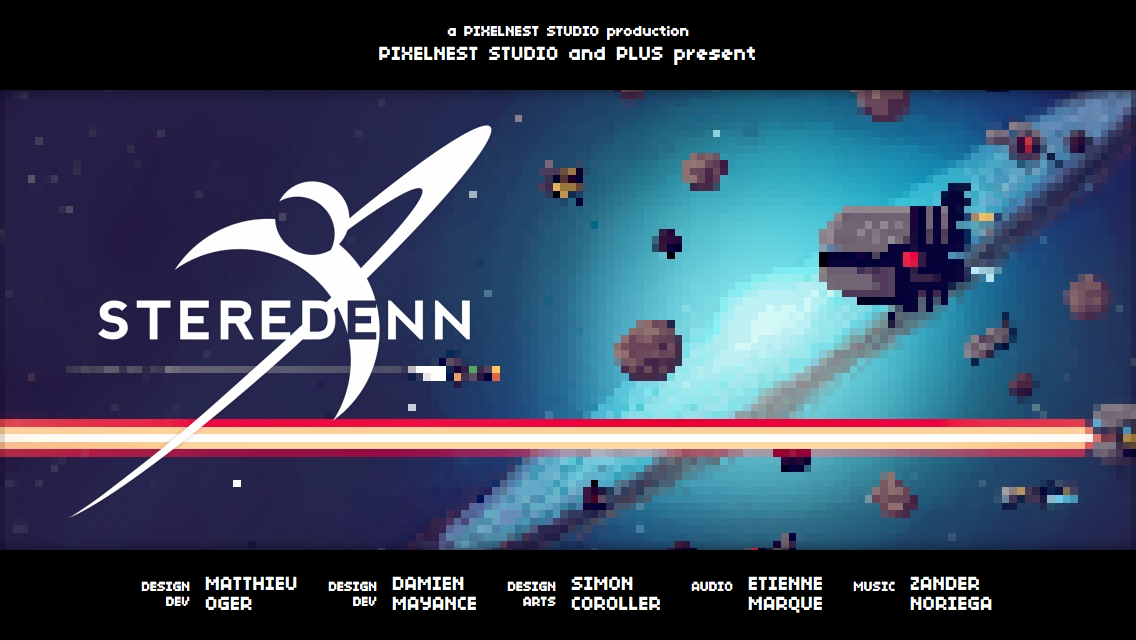 a PIXELNEST STUDIO production
PIXELNEST STUDIO and PLUS present
STEREDENN
DESIGN DEV MATTHIEU OGER
DESIGN DEV DAMIEN MAYANCE
DESIGN ARTS SIMON COROLLER
AUDIO ETIENNE MARQUE
MUSIC ZANDER NORIEGA